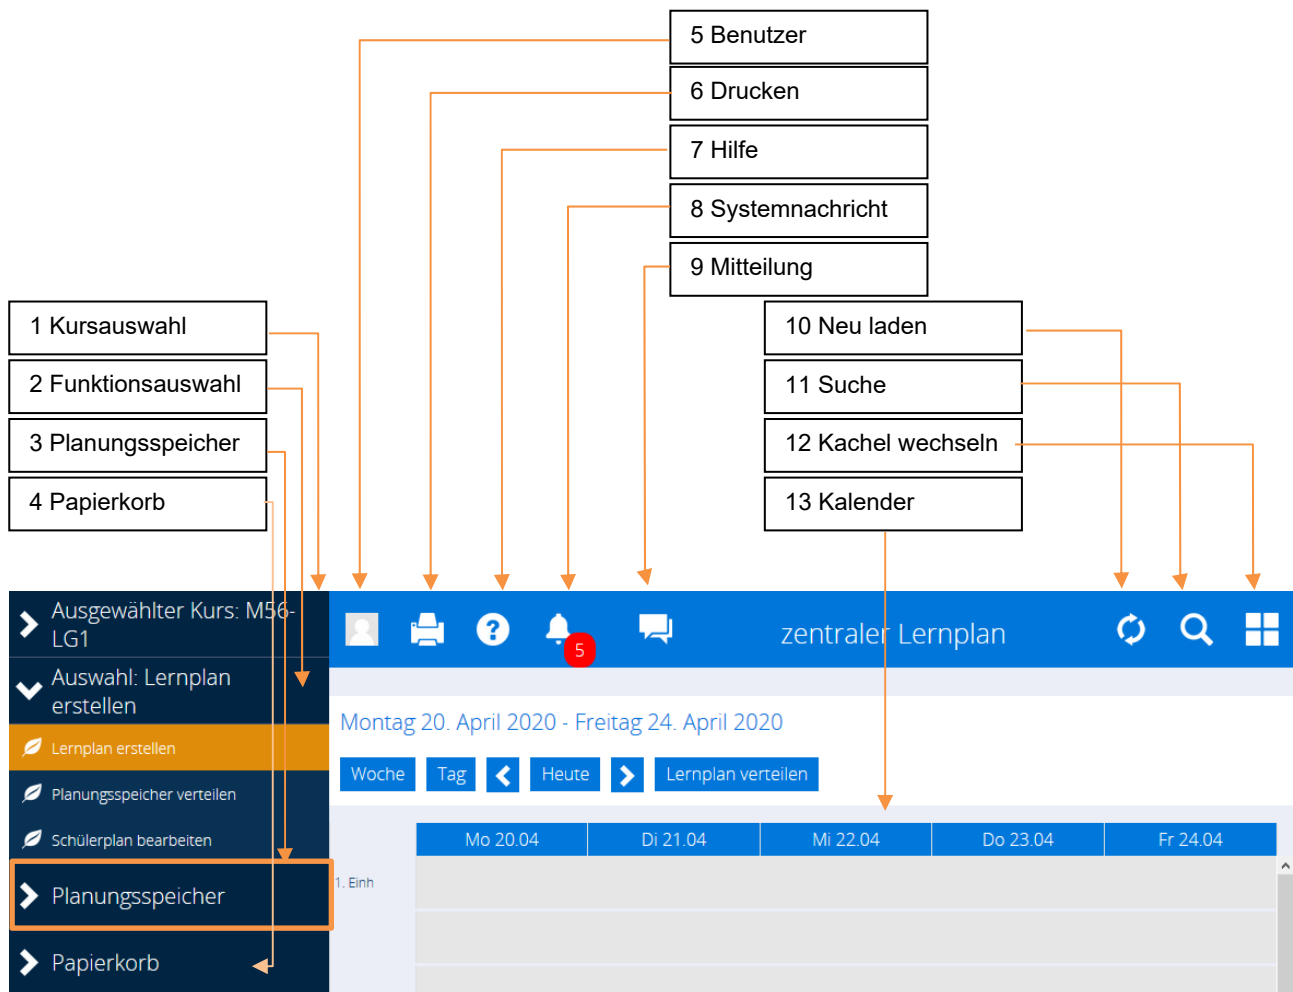 5 Benutzer
6 Drucken
7 Hilfe
8 Systemnachricht
9 Mitteilung
1 Kursauswahl
2 Funktionsauswahl
3 Planungsspeicher
4 Papierkorb
10 Neu laden
11 Suche
12 Kachel wechseln
13 Kalender
Ausgewählter Kurs: M56-
LG1
Auswahl: Lernplan
erstellen
Lernplan erstellen
Planungsspeicher verteilen
Schülerplan bearbeiten
Planungsspeicher
Papierkorb
5
zentraler Lernplan
Montag 20. April 2020 - Freitag 24. April 2020
Woche Tag Heute Lernplan verteilen
Mo 20.04 Di 21.04 Mi 22.04 Do 23.04 Fr 24.04
1. Einh